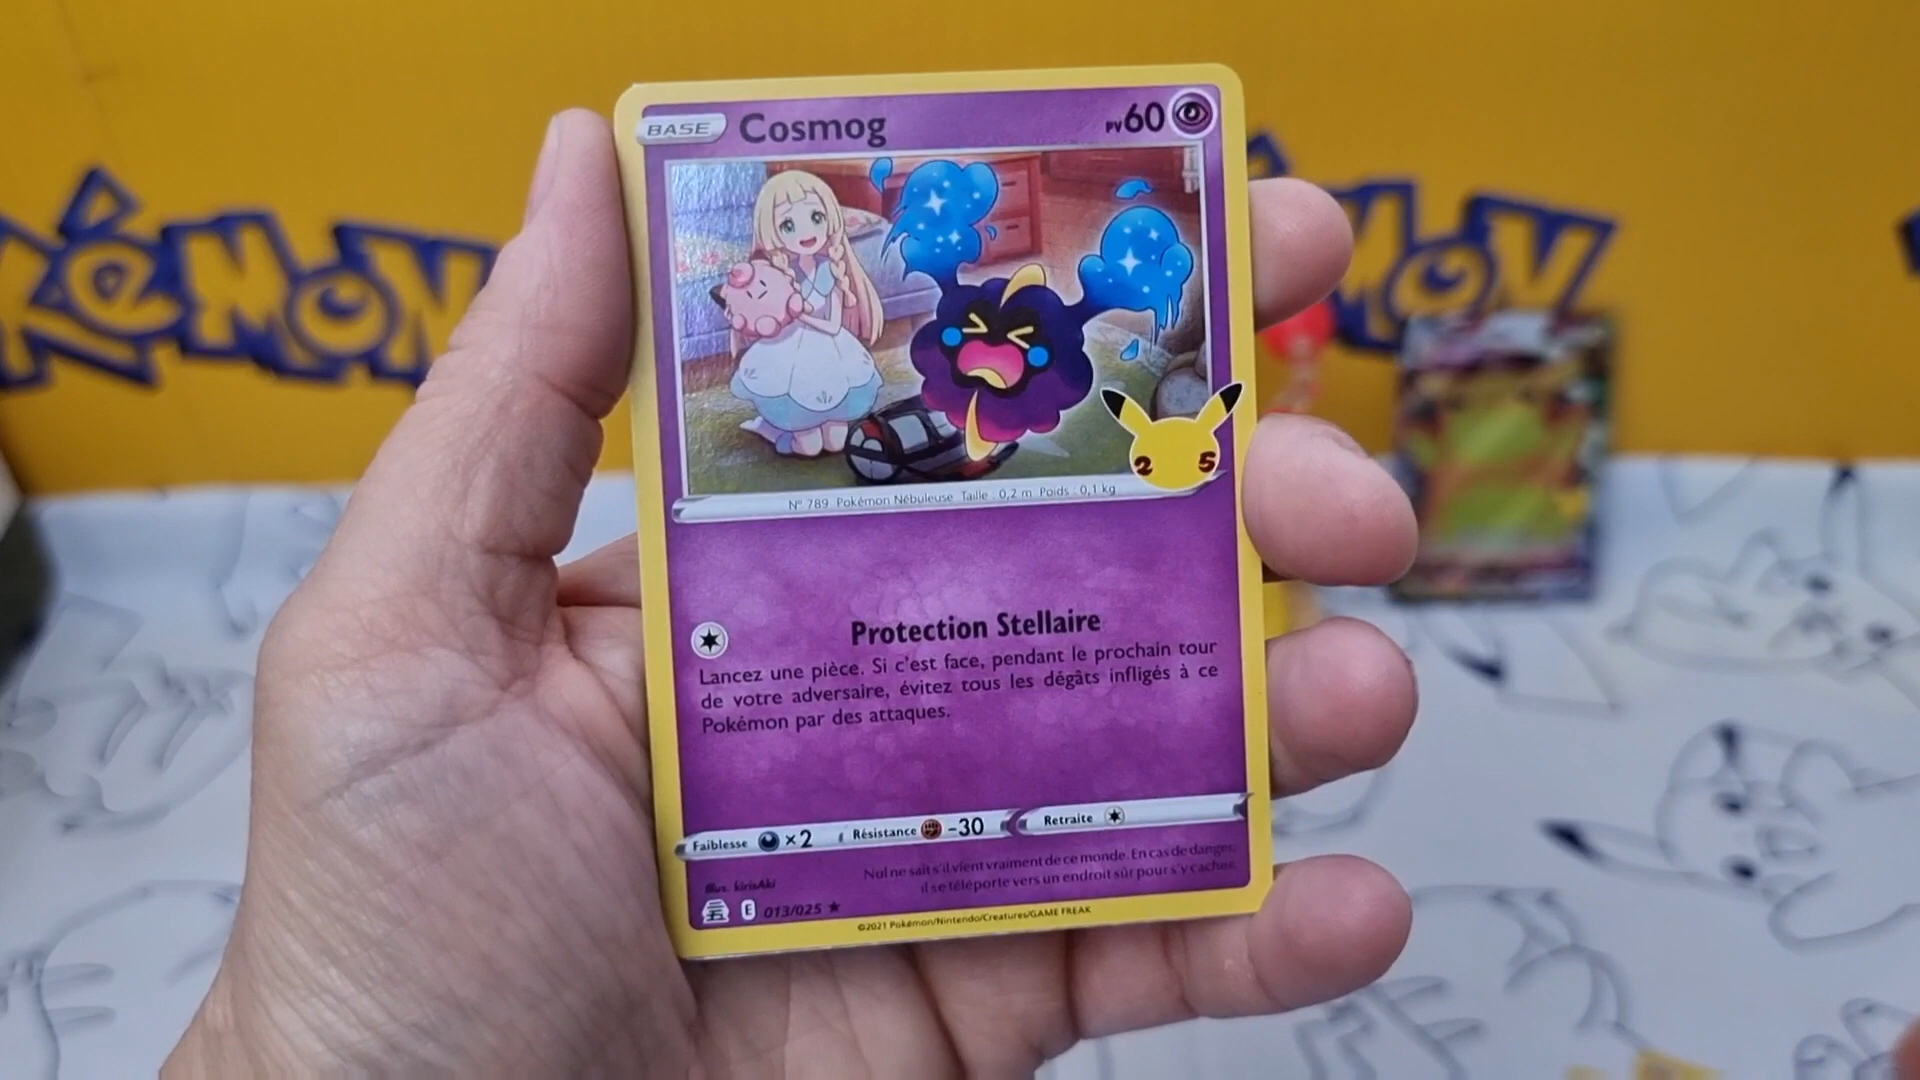 POKÉMON
POKÉMON
BASE Cosmog PV60
25
N° 789 Pokémon Nébuleuse Taille : 0,2 m Poids : 0,1 kg
Protection Stellaire
Lancez une pièce. Si c'est face, pendant le prochain tour
de votre adversaire, évitez tous les dégâts infligés à ce
Pokémon par des attaques.
Faiblesse ×2 Résistance -30 Retraite
Nul ne sait s'il vient vraiment de ce monde. En cas de danger,
il se téléporte vers un endroit sûr pour s'y cacher.
Illus. kirisAki
E 013/025 ★
©2021 Pokémon/Nintendo/Creatures/GAME FREAK